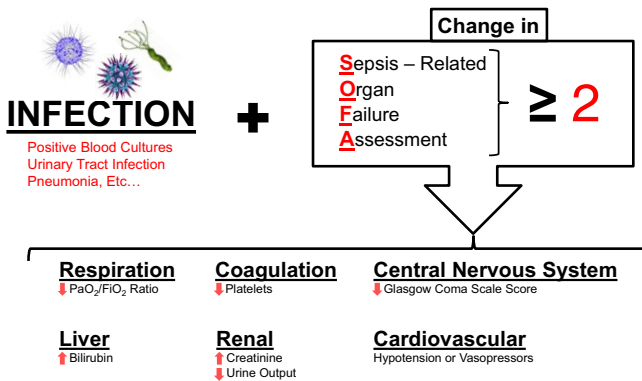 Change in
INFECTION
Positive Blood Cultures
Urinary Tract Infection
Pneumonia, Etc…
+
Sepsis – Related
Organ
Failure
Assessment
≥ 2
Respiration
PaO₂/FiO₂ Ratio
Coagulation
Platelets
Central Nervous System
Glasgow Coma Scale Score
Liver
Bilirubin
Renal
Creatinine
Urine Output
Cardiovascular
Hypotension or Vasopressors